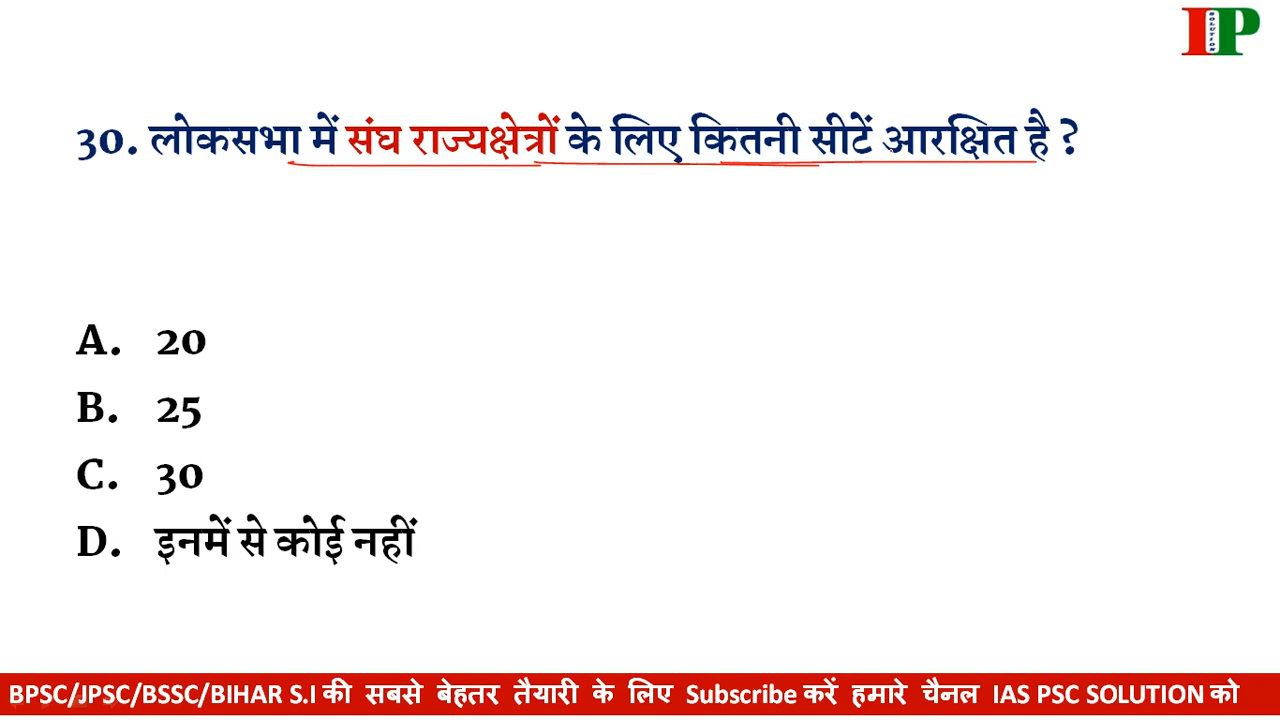 I SOLUTION P
30. लोकसभा में संघ राज्यक्षेत्रों के लिए कितनी सीटें आरक्षित है ?
A. 20
B. 25
C. 30
D. इनमें से कोई नहीं
BPSC/JPSC/BSSC/BIHAR S.I की सबसे बेहतर तैयारी के लिए Subscribe करें हमारे चैनल IAS PSC SOLUTION को